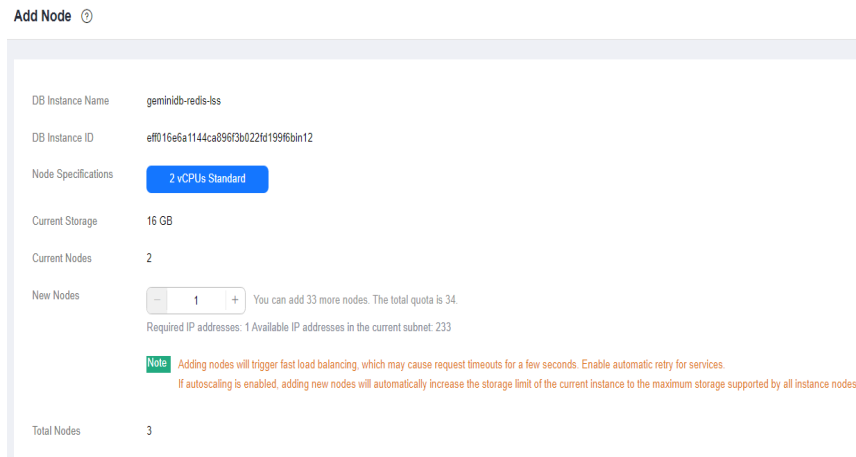 Add Node ?
DB Instance Name geminidb-redis-lss
DB Instance ID eff016e6a1144ca896f3b022fd199f6bin12
Node Specifications 2 vCPUs Standard
Current Storage 16 GB
Current Nodes 2
New Nodes − 1 + You can add 33 more nodes. The total quota is 34.
Required IP addresses: 1 Available IP addresses in the current subnet: 233
Note Adding nodes will trigger fast load balancing, which may cause request timeouts for a few seconds. Enable automatic retry for services.
If autoscaling is enabled, adding new nodes will automatically increase the storage limit of the current instance to the maximum storage supported by all instance nodes
Total Nodes 3